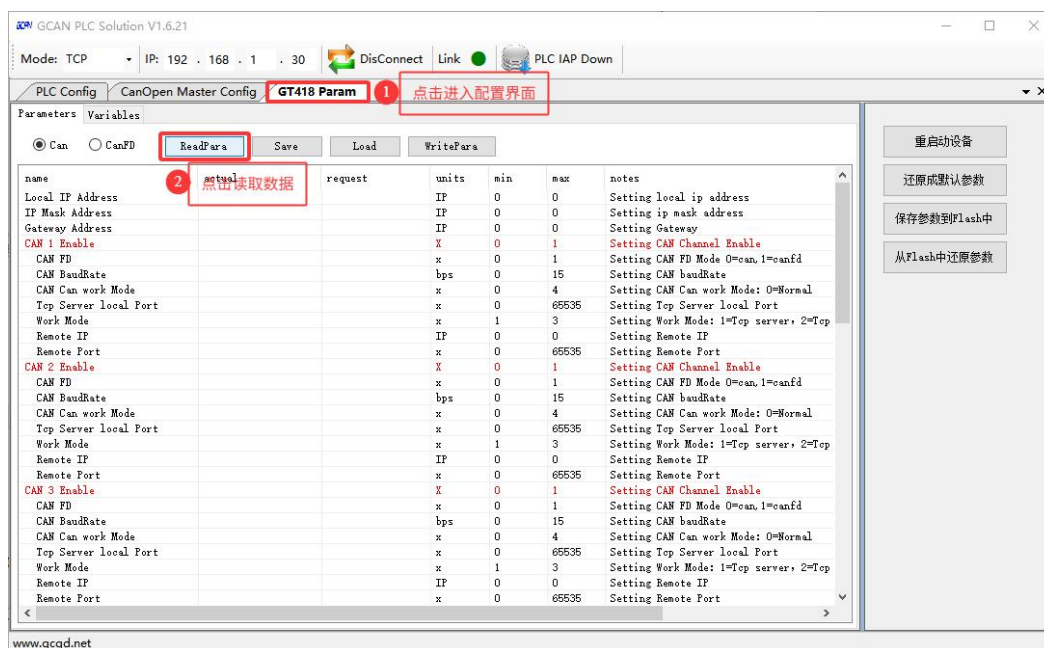 GCAN GCAN PLC Solution V1.6.21
Mode: TCP IP: 192 . 168 . 1 . 30 DisConnect Link PLC IAP Down
PLC Config CanOpen Master Config GT418 Param 1 点击进入配置界面
Parameters Variables
Can CanFD ReadPara Save Load WritePara
重启动设备
还原成默认参数
保存参数到Flash中
从Flash中还原参数
2 点击读取数据
name actual request units min max notes
Local IP Address IP 0 0 Setting local ip address
IP Mask Address IP 0 0 Setting ip mask address
Gateway Address IP 0 0 Setting Gateway
CAN 1 Enable X 0 1 Setting CAN Channel Enable
CAN FD x 0 1 Setting CAN FD Mode 0=can,1=canfd
CAN BaudRate bps 0 15 Setting CAN baudRate
CAN Can work Mode x 0 4 Setting CAN Can work Mode: 0=Normal
Tcp Server local Port x 0 65535 Setting Tcp Server local Port
Work Mode x 1 3 Setting Work Mode: 1=Tcp server, 2=Tcp
Remote IP IP 0 0 Setting Remote IP
Remote Port x 0 65535 Setting Remote Port
CAN 2 Enable X 0 1 Setting CAN Channel Enable
CAN FD x 0 1 Setting CAN FD Mode 0=can,1=canfd
CAN BaudRate bps 0 15 Setting CAN baudRate
CAN Can work Mode x 0 4 Setting CAN Can work Mode: 0=Normal
Tcp Server local Port x 0 65535 Setting Tcp Server local Port
Work Mode x 1 3 Setting Work Mode: 1=Tcp server, 2=Tcp
Remote IP IP 0 0 Setting Remote IP
Remote Port x 0 65535 Setting Remote Port
CAN 3 Enable X 0 1 Setting CAN Channel Enable
CAN FD x 0 1 Setting CAN FD Mode 0=can,1=canfd
CAN BaudRate bps 0 15 Setting CAN baudRate
CAN Can work Mode x 0 4 Setting CAN Can work Mode: 0=Normal
Tcp Server local Port x 0 65535 Setting Tcp Server local Port
Work Mode x 1 3 Setting Work Mode: 1=Tcp server, 2=Tcp
Remote IP IP 0 0 Setting Remote IP
Remote Port x 0 65535 Setting Remote Port
www.gcgd.net